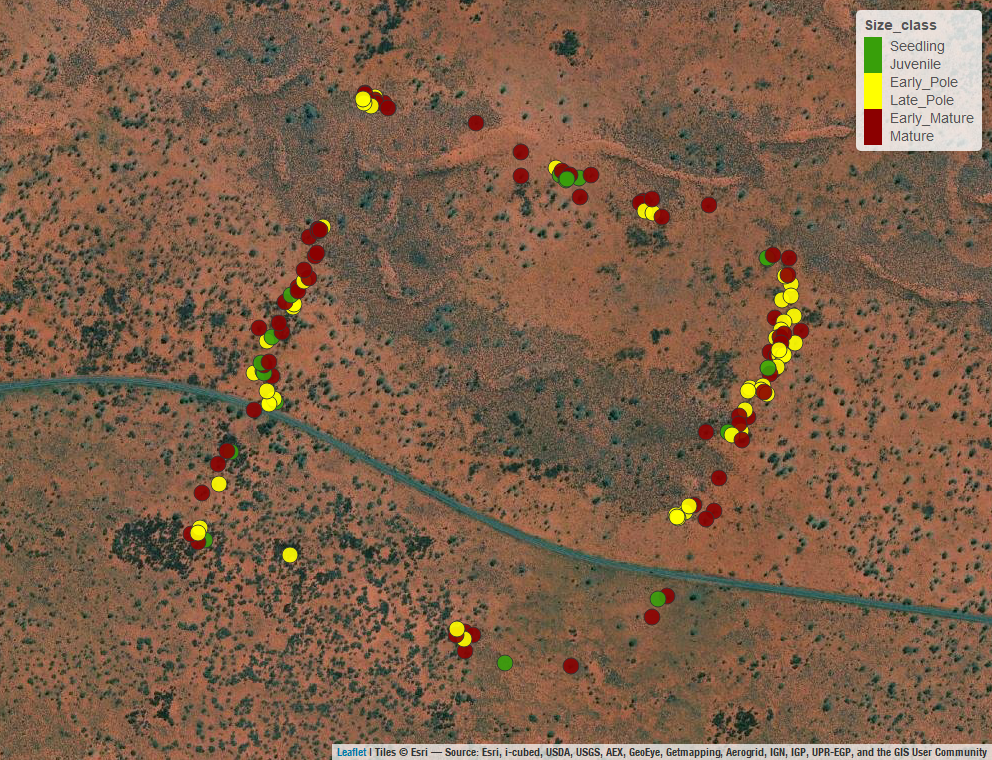 Size_class
Seedling
Juvenile
Early_Pole
Late_Pole
Early_Mature
Mature
Leaflet | Tiles © Esri — Source: Esri, i-cubed, USDA, USGS, AEX, GeoEye, Getmapping, Aerogrid, IGN, IGP, UPR-EGP, and the GIS User Community